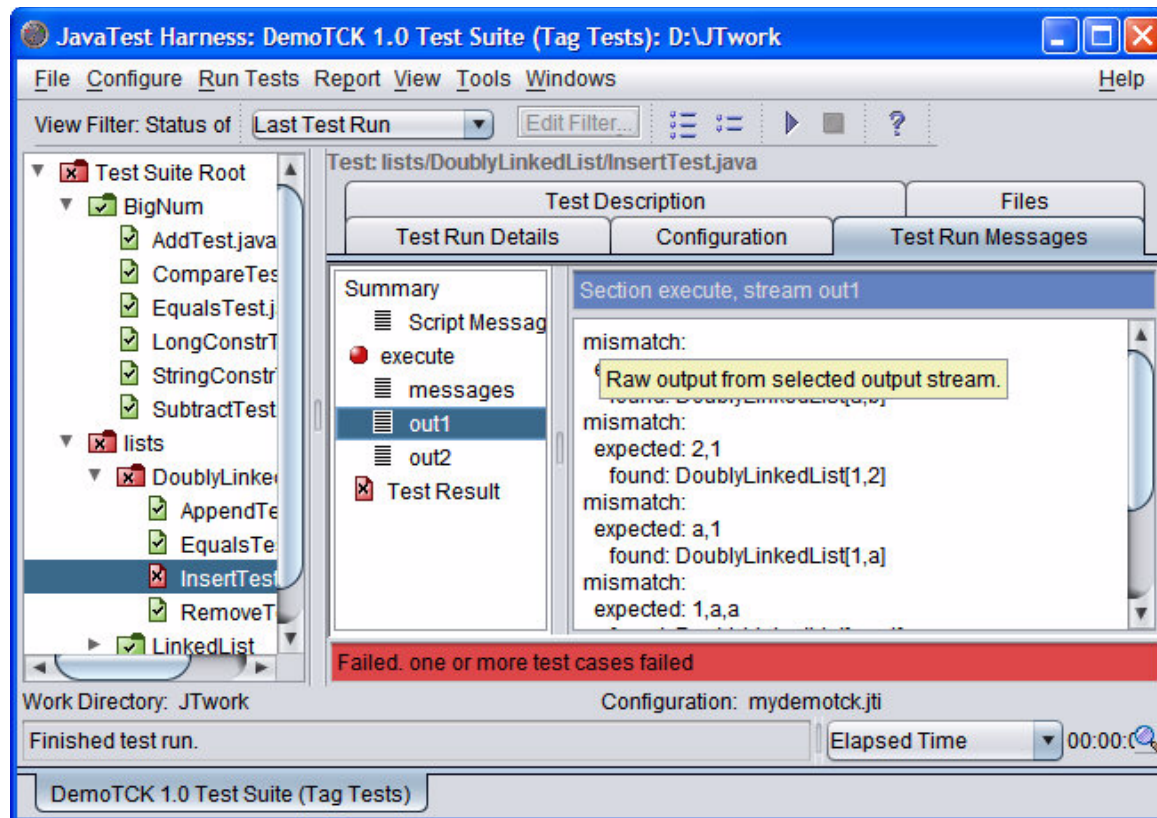 JavaTest Harness: DemoTCK 1.0 Test Suite (Tag Tests): D:\JTwork
File Configure Run Tests Report View Tools Windows Help
View Filter: Status of Last Test Run Edit Filter...
Test Suite Root
BigNum
AddTest.java
CompareTes
EqualsTest.j
LongConstrT
StringConstr
SubtractTest
lists
DoublyLinke
AppendTe
EqualsTe
InsertTest
RemoveT
LinkedList
Test: lists/DoublyLinkedList/InsertTest.java
Test Description Files
Test Run Details Configuration Test Run Messages
Summary
Script Messag
execute
messages
out1
out2
Test Result
Section execute, stream out1
mismatch:
Raw output from selected output stream.
found: DoublyLinkedList[a,b]
mismatch:
expected: 2,1
found: DoublyLinkedList[1,2]
mismatch:
expected: a,1
found: DoublyLinkedList[1,a]
mismatch:
expected: 1,a,a
Failed. one or more test cases failed
Work Directory: JTwork Configuration: mydemotck.jti
Finished test run. Elapsed Time 00:00:0
DemoTCK 1.0 Test Suite (Tag Tests)